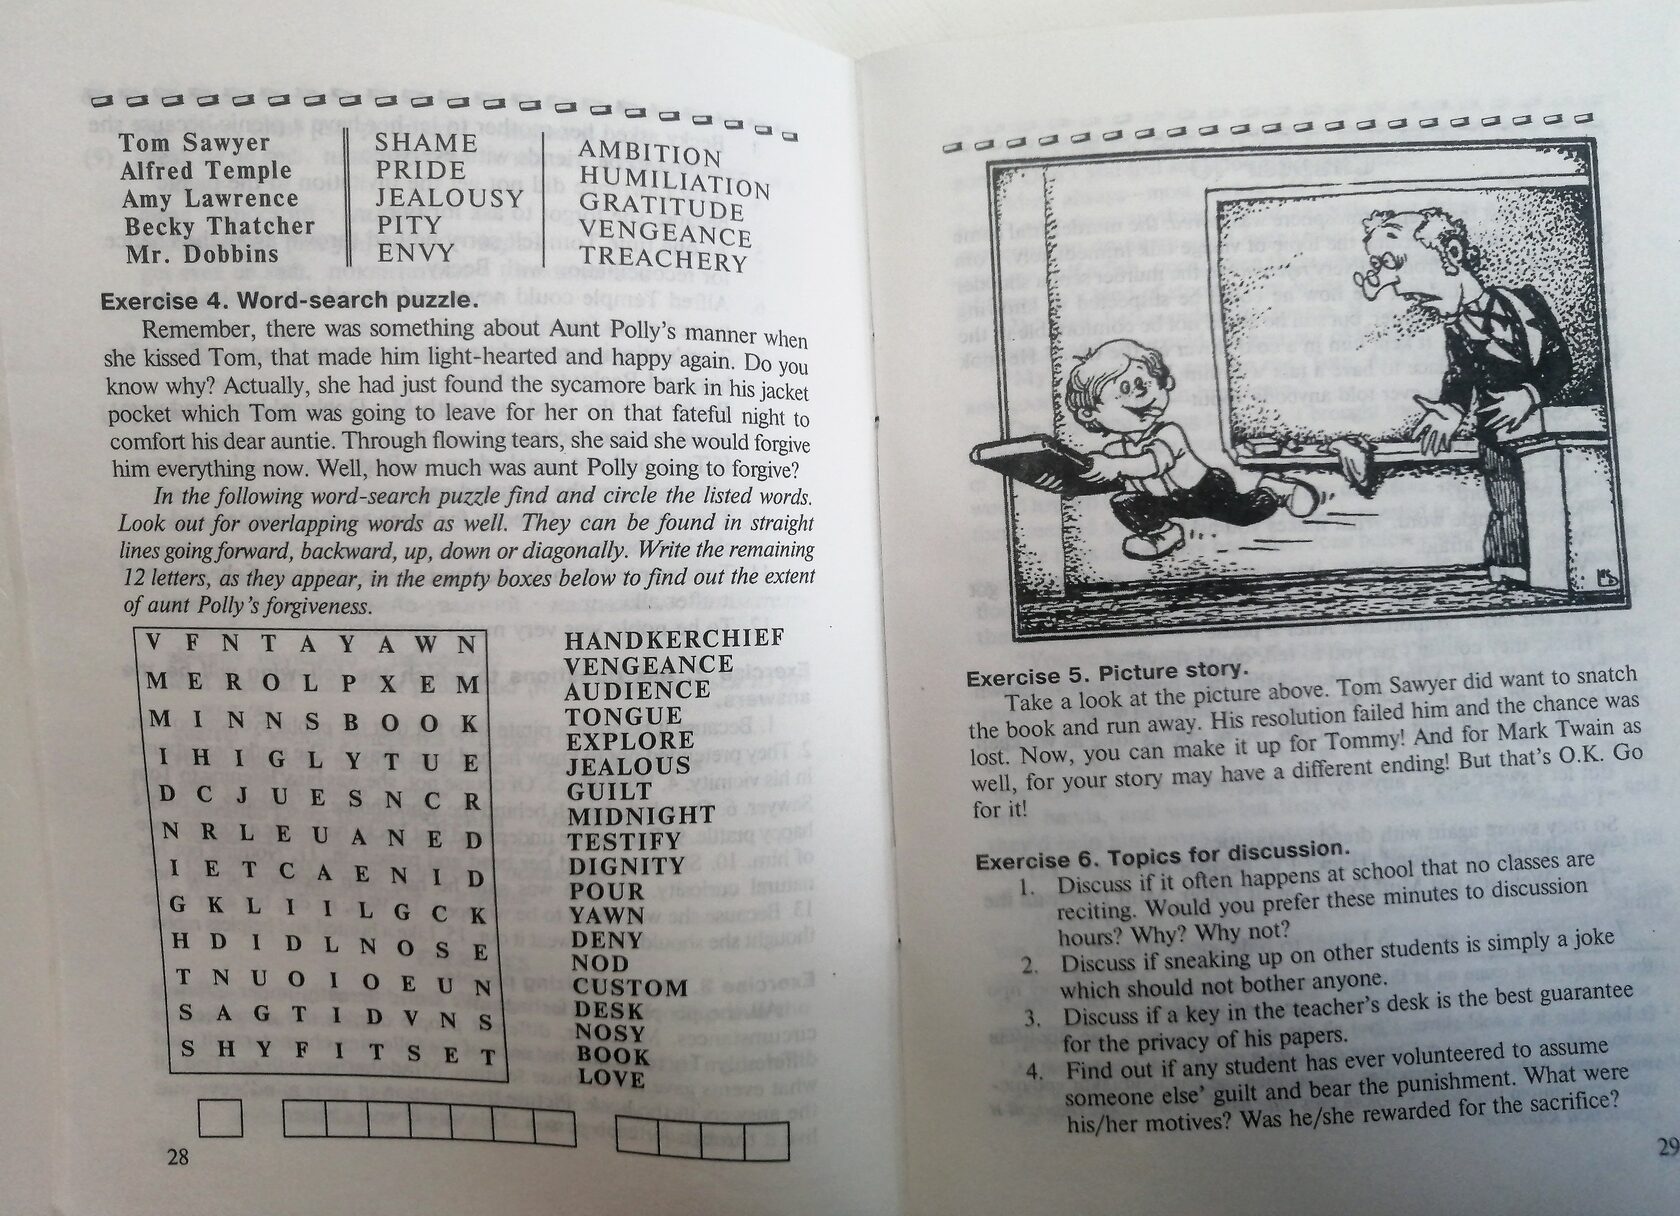 Tom Sawyer
Alfred Temple
Amy Lawrence
Becky Thatcher
Mr. Dobbins
SHAME
PRIDE
JEALOUSY
PITY
ENVY
AMBITION
HUMILIATION
GRATITUDE
VENGEANCE
TREACHERY
Exercise 4. Word-search puzzle.
Remember, there was something about Aunt Polly's manner when
she kissed Tom, that made him light-hearted and happy again. Do you
know why? Actually, she had just found the sycamore bark in his jacket
pocket which Tom was going to leave for her on that fateful night to
comfort his dear auntie. Through flowing tears, she said she would forgive
him everything now. Well, how much was aunt Polly going to forgive?
In the following word-search puzzle find and circle the listed words.
Look out for overlapping words as well. They can be found in straight
lines going forward, backward, up, down or diagonally. Write the remaining
12 letters, as they appear, in the empty boxes below to find out the extent
of aunt Polly's forgiveness.
V F N T A Y A W N
M E R O L P X E M
M I N N S B O O K
I H I G L Y T U E
D C J U E S N C R
N R L E U A N E D
I E T C A E N I D
G K L I I L G C K
H D I D L N O S E
T N U O I O E U N
S A G T I D V N S
S H Y F I T S E T
HANDKERCHIEF
VENGEANCE
AUDIENCE
TONGUE
EXPLORE
JEALOUS
GUILT
MIDNIGHT
TESTIFY
DIGNITY
POUR
YAWN
DENY
NOD
CUSTOM
DESK
NOSY
BOOK
LOVE
28
Exercise 5. Picture story.
Take a look at the picture above. Tom Sawyer did want to snatch
the book and run away. His resolution failed him and the chance was
lost. Now, you can make it up for Tommy! And for Mark Twain as
well, for your story may have a different ending! But that's O.K. Go
for it!
Exercise 6. Topics for discussion.
1. Discuss if it often happens at school that no classes are
reciting. Would you prefer these minutes to discussion
hours? Why? Why not?
2. Discuss if sneaking up on other students is simply a joke
which should not bother anyone.
3. Discuss if a key in the teacher's desk is the best guarantee
for the privacy of his papers.
4. Find out if any student has ever volunteered to assume
someone else' guilt and bear the punishment. What were
his/her motives? Was he/she rewarded for the sacrifice?
29